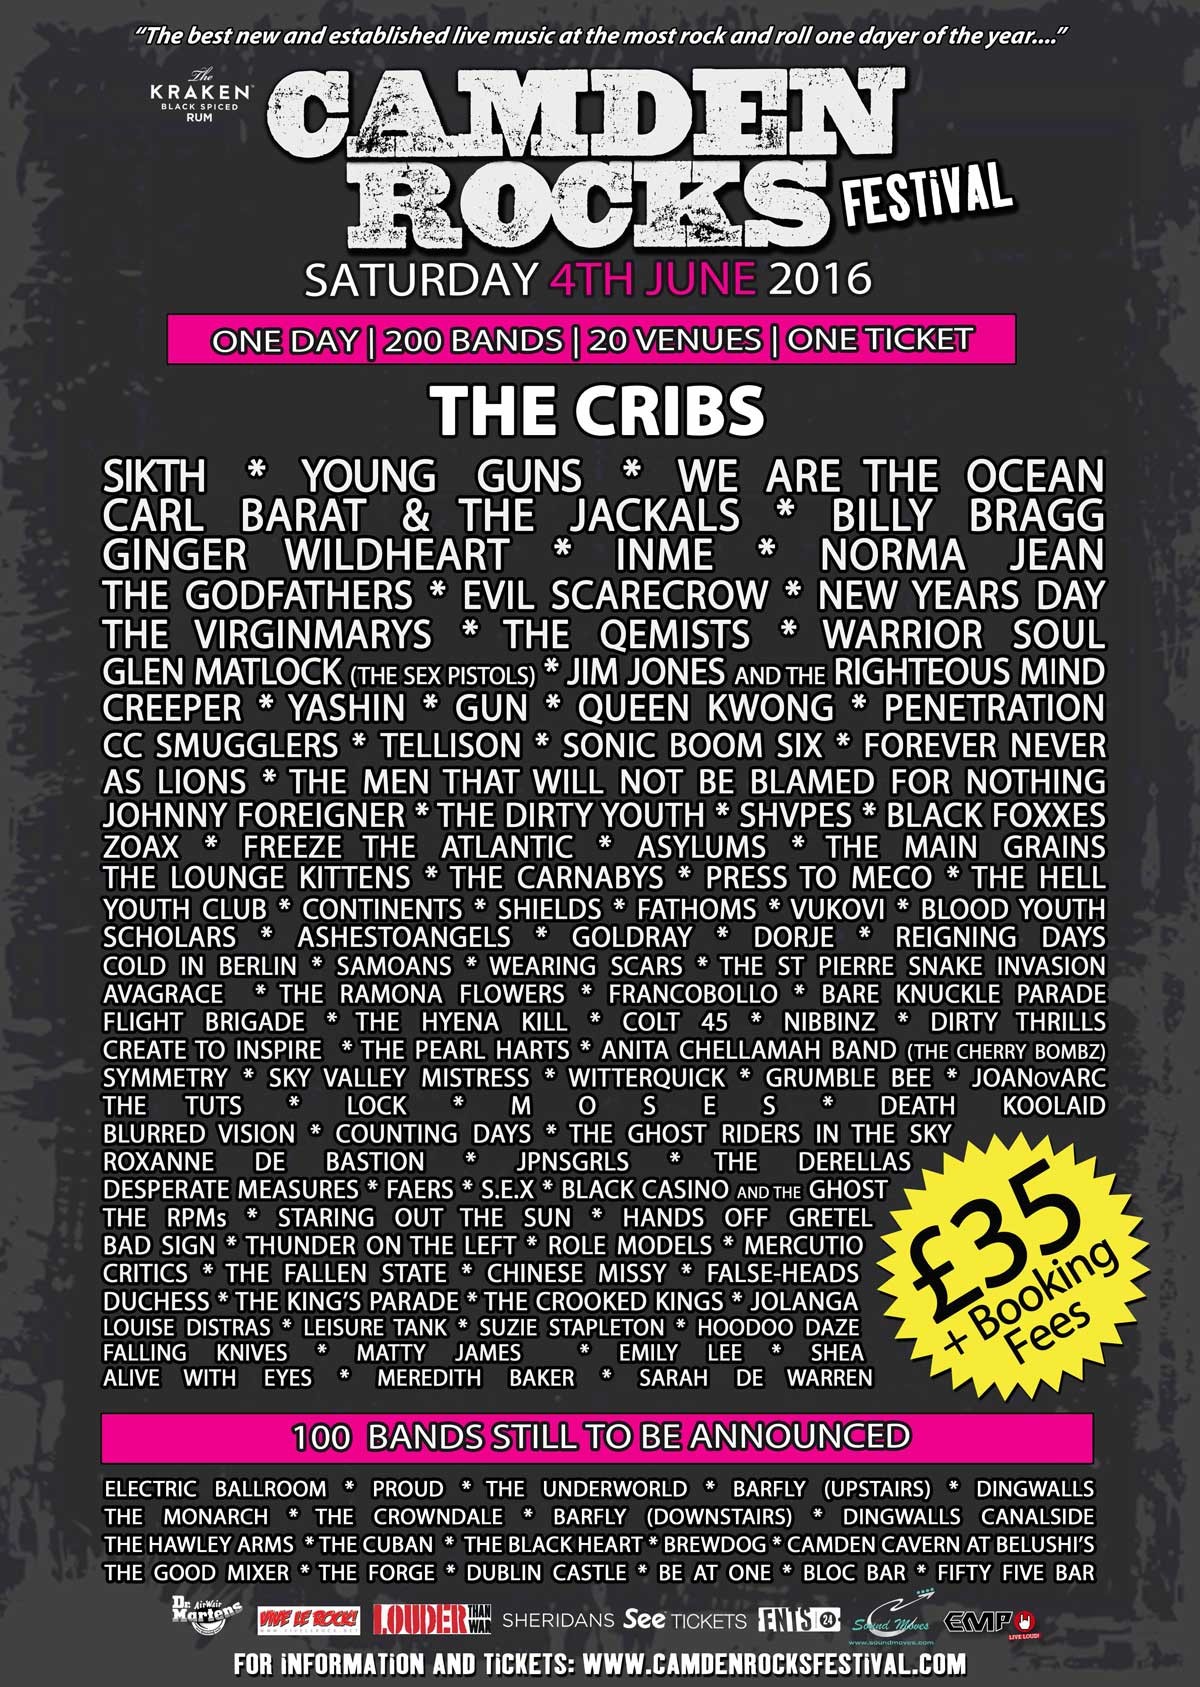 “The best new and established live music at the most rock and roll one dayer of the year....”
The
KRAKEN
BLACK SPICED
RUM
CAMDEN
ROCKS
FESTiVAL
SATURDAY 4TH JUNE 2016
ONE DAY | 200 BANDS | 20 VENUES | ONE TICKET
THE CRIBS
SIKTH * YOUNG GUNS * WE ARE THE OCEAN
CARL BARAT & THE JACKALS * BILLY BRAGG
GINGER WILDHEART * INME * NORMA JEAN
THE GODFATHERS * EVIL SCARECROW * NEW YEARS DAY
THE VIRGINMARYS * THE QEMISTS * WARRIOR SOUL
GLEN MATLOCK (THE SEX PISTOLS) * JIM JONES AND THE RIGHTEOUS MIND
CREEPER * YASHIN * GUN * QUEEN KWONG * PENETRATION
CC SMUGGLERS * TELLISON * SONIC BOOM SIX * FOREVER NEVER
AS LIONS * THE MEN THAT WILL NOT BE BLAMED FOR NOTHING
JOHNNY FOREIGNER * THE DIRTY YOUTH * SHVPES * BLACK FOXXES
ZOAX * FREEZE THE ATLANTIC * ASYLUMS * THE MAIN GRAINS
THE LOUNGE KITTENS * THE CARNABYS * PRESS TO MECO * THE HELL
YOUTH CLUB * CONTINENTS * SHIELDS * FATHOMS * VUKOVI * BLOOD YOUTH
SCHOLARS * ASHESTOANGELS * GOLDRAY * DORJE * REIGNING DAYS
COLD IN BERLIN * SAMOANS * WEARING SCARS * THE ST PIERRE SNAKE INVASION
AVAGRACE * THE RAMONA FLOWERS * FRANCOBOLLO * BARE KNUCKLE PARADE
FLIGHT BRIGADE * THE HYENA KILL * COLT 45 * NIBBINZ * DIRTY THRILLS
CREATE TO INSPIRE * THE PEARL HARTS * ANITA CHELLAMAH BAND (THE CHERRY BOMBZ)
SYMMETRY * SKY VALLEY MISTRESS * WITTERQUICK * GRUMBLE BEE * JOANOVARC
THE TUTS * LOCK * M O S E S * DEATH KOOLAID
BLURRED VISION * COUNTING DAYS * THE GHOST RIDERS IN THE SKY
ROXANNE DE BASTION * JPNSGRLS * THE DERELLAS
DESPERATE MEASURES * FAERS * S.E.X * BLACK CASINO AND THE GHOST
THE RPMs * STARING OUT THE SUN * HANDS OFF GRETEL
BAD SIGN * THUNDER ON THE LEFT * ROLE MODELS * MERCUTIO
CRITICS * THE FALLEN STATE * CHINESE MISSY * FALSE-HEADS
DUCHESS * THE KING'S PARADE * THE CROOKED KINGS * JOLANGA
LOUISE DISTRAS * LEISURE TANK * SUZIE STAPLETON * HOODOO DAZE
FALLING KNIVES * MATTY JAMES * EMILY LEE * SHEA
ALIVE WITH EYES * MEREDITH BAKER * SARAH DE WARREN
£35
+ Booking
Fees
100 BANDS STILL TO BE ANNOUNCED
ELECTRIC BALLROOM * PROUD * THE UNDERWORLD * BARFLY (UPSTAIRS) * DINGWALLS
THE MONARCH * THE CROWNDALE * BARFLY (DOWNSTAIRS) * DINGWALLS CANALSIDE
THE HAWLEY ARMS * THE CUBAN * THE BLACK HEART * BREWDOG * CAMDEN CAVERN AT BELUSHI'S
THE GOOD MIXER * THE FORGE * DUBLIN CASTLE * BE AT ONE * BLOC BAR * FIFTY FIVE BAR
Dr. AirWair Martens
VIVE LE ROCK!
WWW.VIVELEROCK.NET
LOUDER THAN WAR
SHERIDANS
See TICKETS
ENTS 24
Sound Moves
www.soundmoves.com
EMP
LIVE LOUD!
FOR iNFORMATiON AND TiCKETS: WWW.CAMDENROCKSFESTiVAL.COM